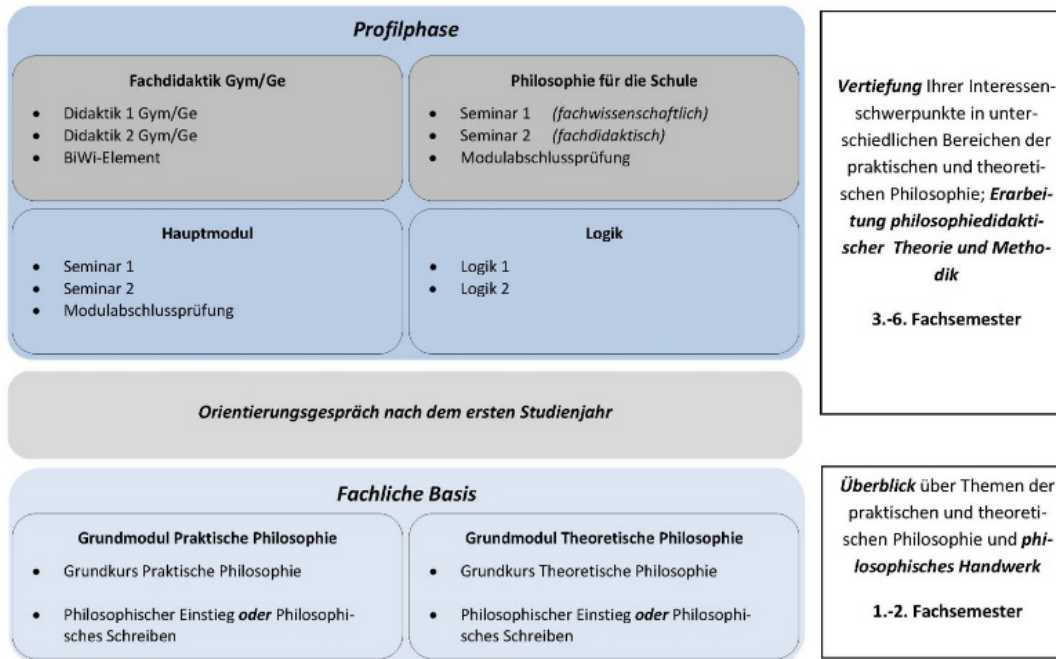 Profilphase
Fachdidaktik Gym/Ge
• Didaktik 1 Gym/Ge
• Didaktik 2 Gym/Ge
• BiWi-Element
Philosophie für die Schule
• Seminar 1 (fachwissenschaftlich)
• Seminar 2 (fachdidaktisch)
• Modulabschlussprüfung
Hauptmodul
• Seminar 1
• Seminar 2
• Modulabschlussprüfung
Logik
• Logik 1
• Logik 2
Vertiefung Ihrer Interessen-
schwerpunkte in unter-
schiedlichen Bereichen der
praktischen und theoreti-
schen Philosophie; Erarbei-
tung philosophiedidakti-
scher Theorie und Metho-
dik
3.-6. Fachsemester
Orientierungsgespräch nach dem ersten Studienjahr
Fachliche Basis
Grundmodul Praktische Philosophie
• Grundkurs Praktische Philosophie
• Philosophischer Einstieg oder Philosophi-
sches Schreiben
Grundmodul Theoretische Philosophie
• Grundkurs Theoretische Philosophie
• Philosophischer Einstieg oder Philosophi-
sches Schreiben
Überblick über Themen der
praktischen und theoreti-
schen Philosophie und phi-
losophisches Handwerk
1.-2. Fachsemester